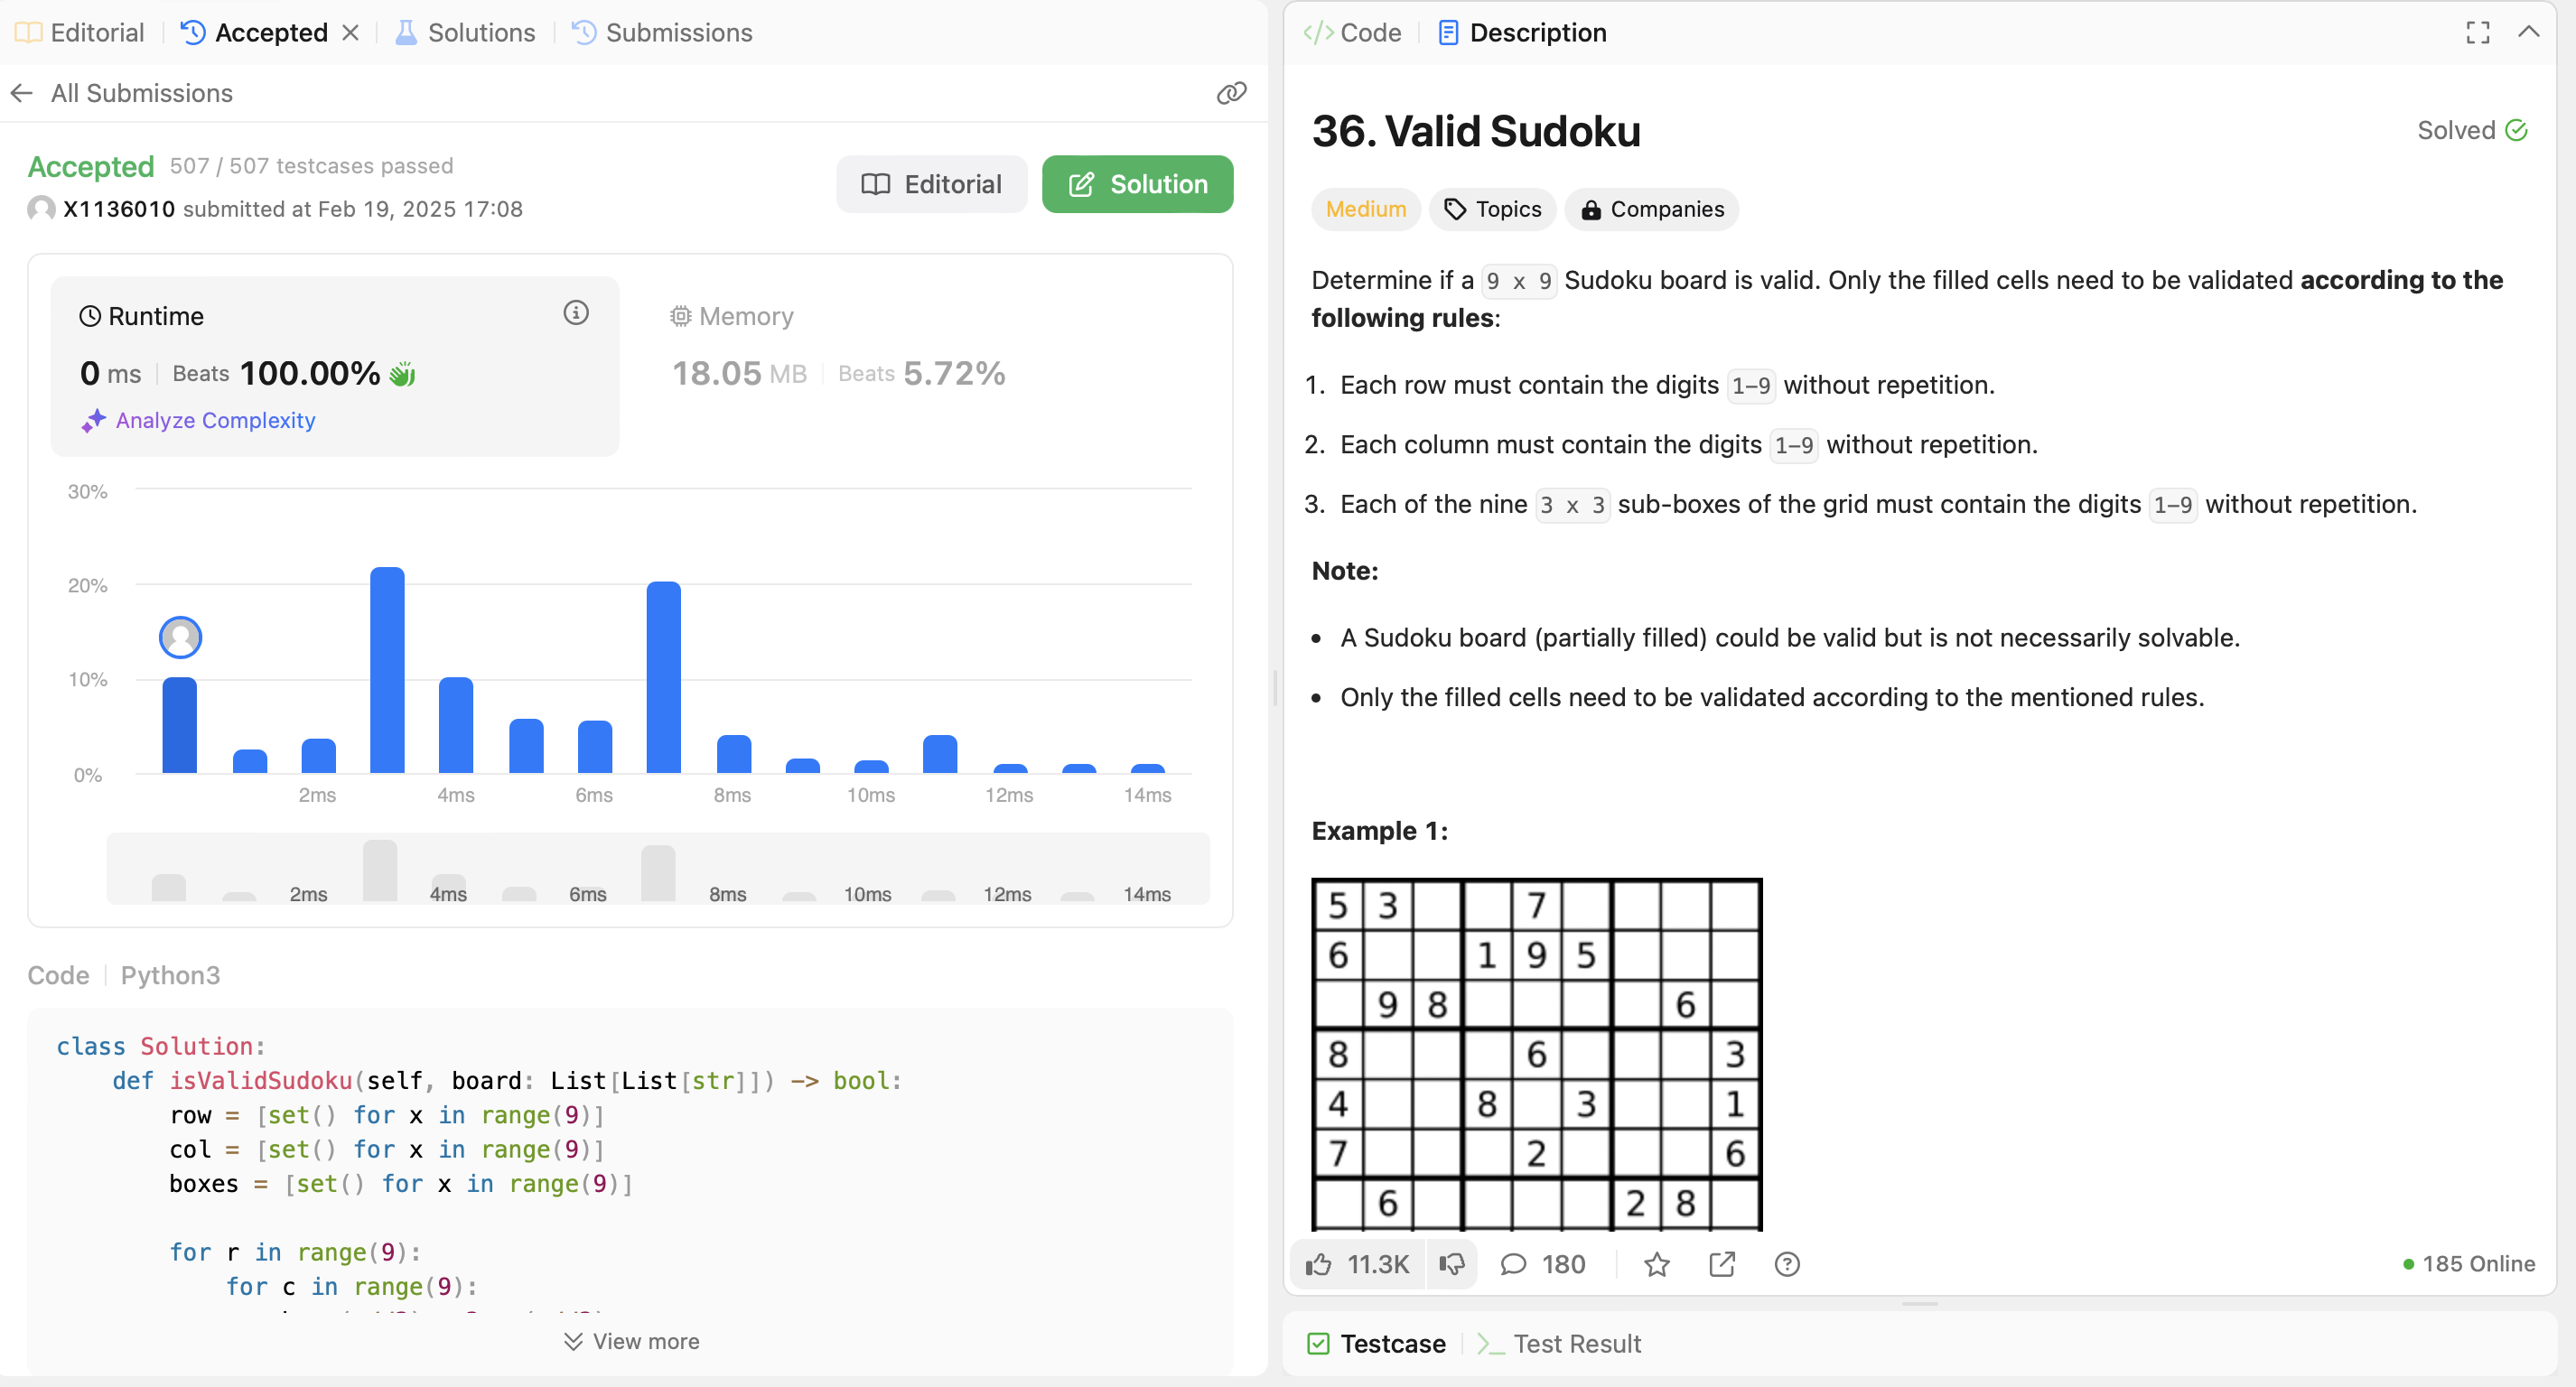 Editorial
Accepted
Solutions
Submissions
All Submissions
Accepted 507 / 507 testcases passed
X1136010 submitted at Feb 19, 2025 17:08
Editorial
Solution
Runtime
0 ms Beats 100.00%
Analyze Complexity
Memory
18.05 MB Beats 5.72%
30%
20%
10%
0%
2ms 4ms 6ms 8ms 10ms 12ms 14ms
2ms 4ms 6ms 8ms 10ms 12ms 14ms
Code Python3
class Solution:
def isValidSudoku(self, board: List[List[str]]) -> bool:
row = [set() for x in range(9)]
col = [set() for x in range(9)]
boxes = [set() for x in range(9)]
for r in range(9):
for c in range(9):
View more
</> Code
Description
36. Valid Sudoku
Solved
Medium
Topics
Companies
Determine if a 9 x 9 Sudoku board is valid. Only the filled cells need to be validated according to the
following rules:
1. Each row must contain the digits 1-9 without repetition.
2. Each column must contain the digits 1-9 without repetition.
3. Each of the nine 3 x 3 sub-boxes of the grid must contain the digits 1-9 without repetition.
Note:
• A Sudoku board (partially filled) could be valid but is not necessarily solvable.
• Only the filled cells need to be validated according to the mentioned rules.
Example 1:
5 3 7
6 1 9 5
9 8 6
8 6 3
4 8 3 1
7 2 6
6 2 8
11.3K
180
185 Online
Testcase
Test Result